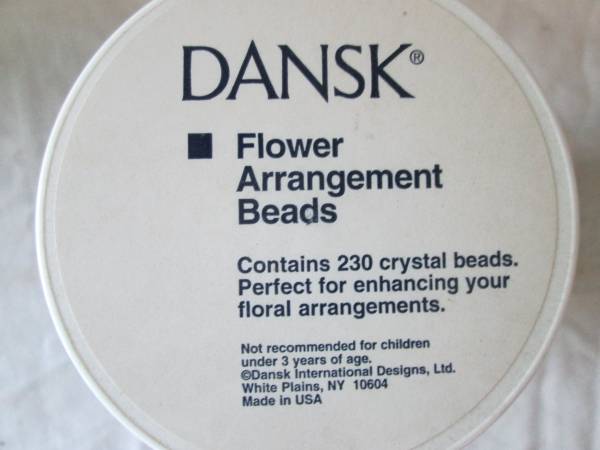 DANSK®
■ Flower
Arrangement
Beads
Contains 230 crystal beads.
Perfect for enhancing your
floral arrangements.
Not recommended for children
under 3 years of age.
©Dansk International Designs, Ltd.
White Plains, NY 10604
Made in USA